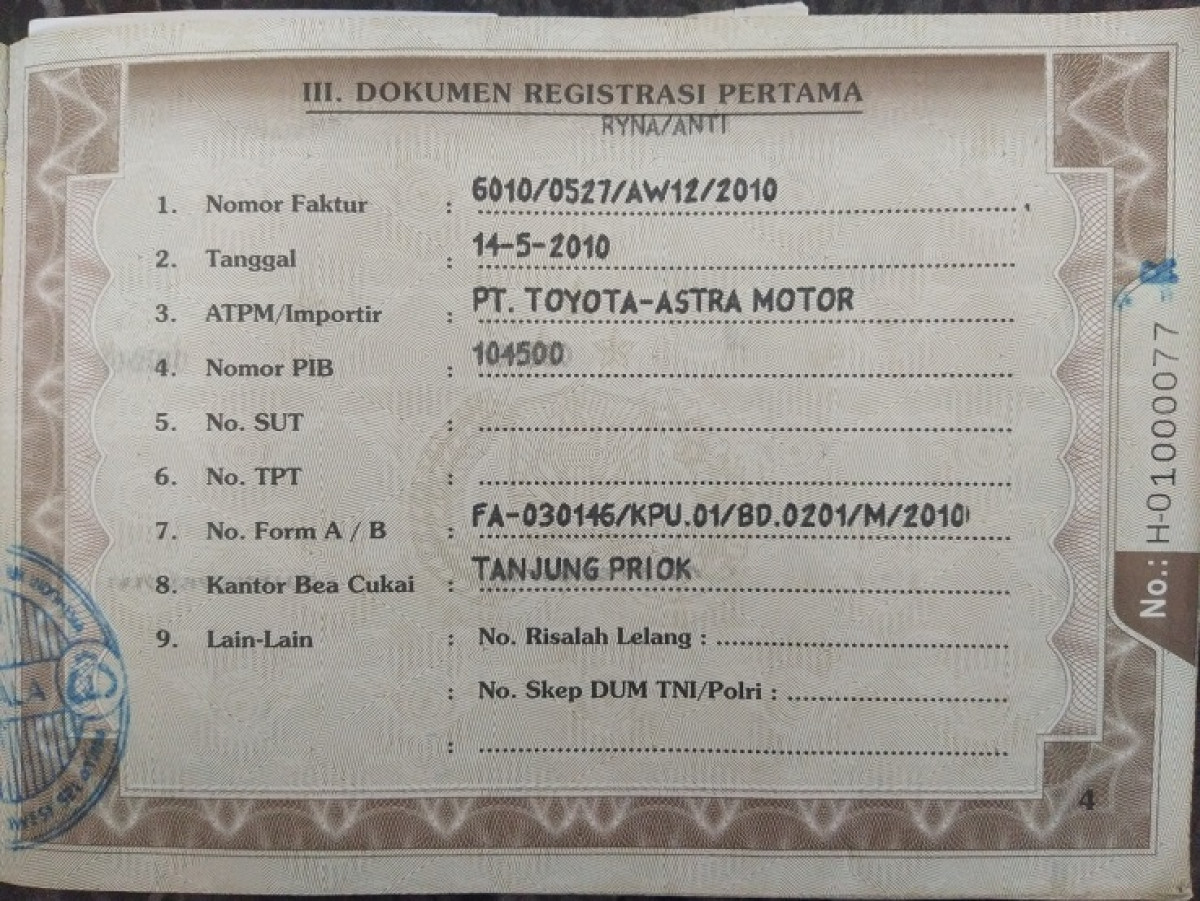 III. DOKUMEN REGISTRASI PERTAMA
RYNA/ANTI
1. Nomor Faktur : 6010/0527/AW12/2010
2. Tanggal : 14-5-2010
3. ATPM/Importir : PT. TOYOTA-ASTRA MOTOR
4. Nomor PIB : 104500
5. No. SUT :
6. No. TPT :
7. No. Form A / B : FA-030146/KPU.01/BD.0201/M/2010
8. Kantor Bea Cukai : TANJUNG PRIOK
9. Lain-Lain : No. Risalah Lelang :
: No. Skep DUM TNI/Polri :
:
4
No.: H-01000077